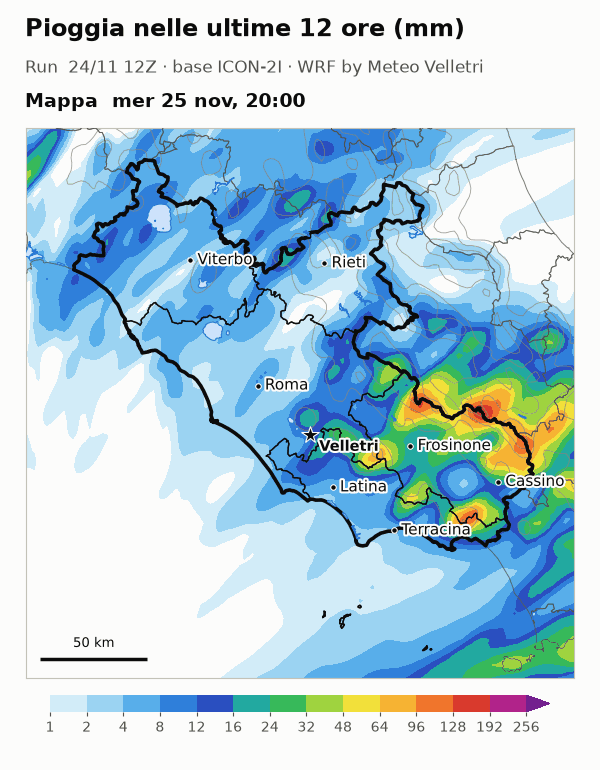 Pioggia nelle ultime 12 ore (mm)
Run  24/11 12Z · base ICON-2I · WRF by Meteo Velletri
Mappa  mer 25 nov, 20:00
Viterbo
Rieti
Roma
Velletri
Frosinone
Latina
Cassino
Terracina
50 km
1 2 4 8 12 16 24 32 48 64 96 128 192 256